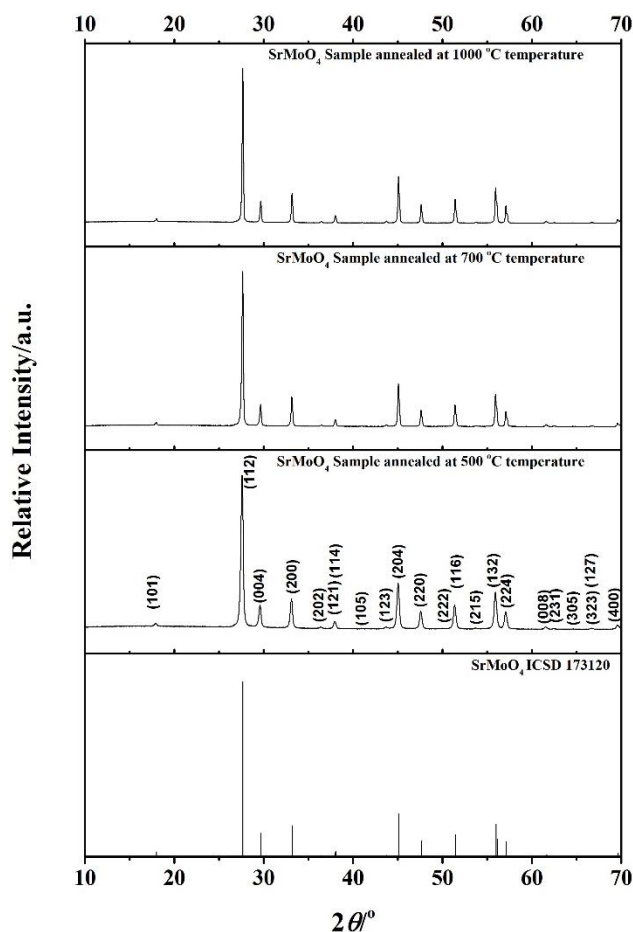 10 20 30 40 50 60 70
SrMoO₄ Sample annealed at 1000 °C temperature
SrMoO₄ Sample annealed at 700 °C temperature
SrMoO₄ Sample annealed at 500 °C temperature
(101)
(112)
(004)
(200)
(202)
(121)
(114)
(105)
(123)
(204)
(220)
(222)
(116)
(215)
(132)
(224)
(008)
(231)
(305)
(323)
(127)
(400)
SrMoO₄ ICSD 173120
10 20 30 40 50 60 70
2θ/°
Relative Intensity/a.u.